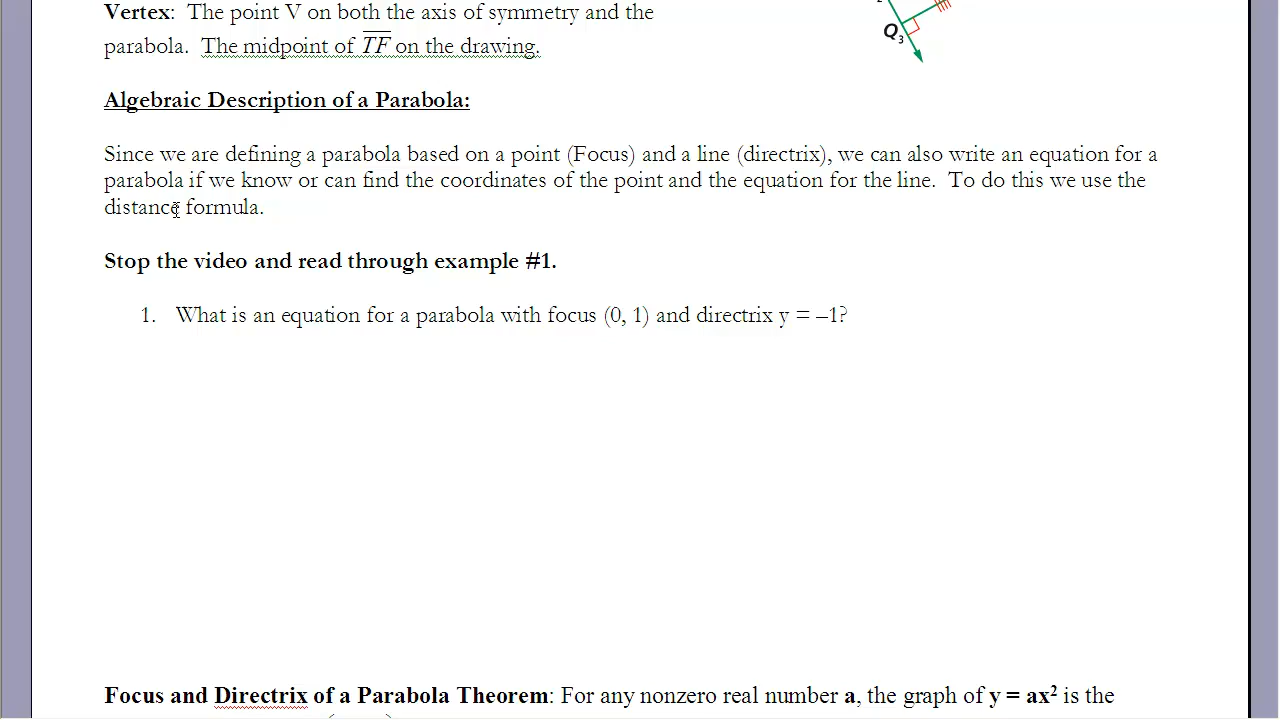 Vertex:  The point V on both the axis of symmetry and the
parabola.  The midpoint of TF on the drawing.
Q3
Algebraic Description of a Parabola:
Since we are defining a parabola based on a point (Focus) and a line (directrix), we can also write an equation for a
parabola if we know or can find the coordinates of the point and the equation for the line.  To do this we use the
distance formula.
Stop the video and read through example #1.
1.   What is an equation for a parabola with focus (0, 1) and directrix y = –1?
Focus and Directrix of a Parabola Theorem: For any nonzero real number a, the graph of y = ax² is the